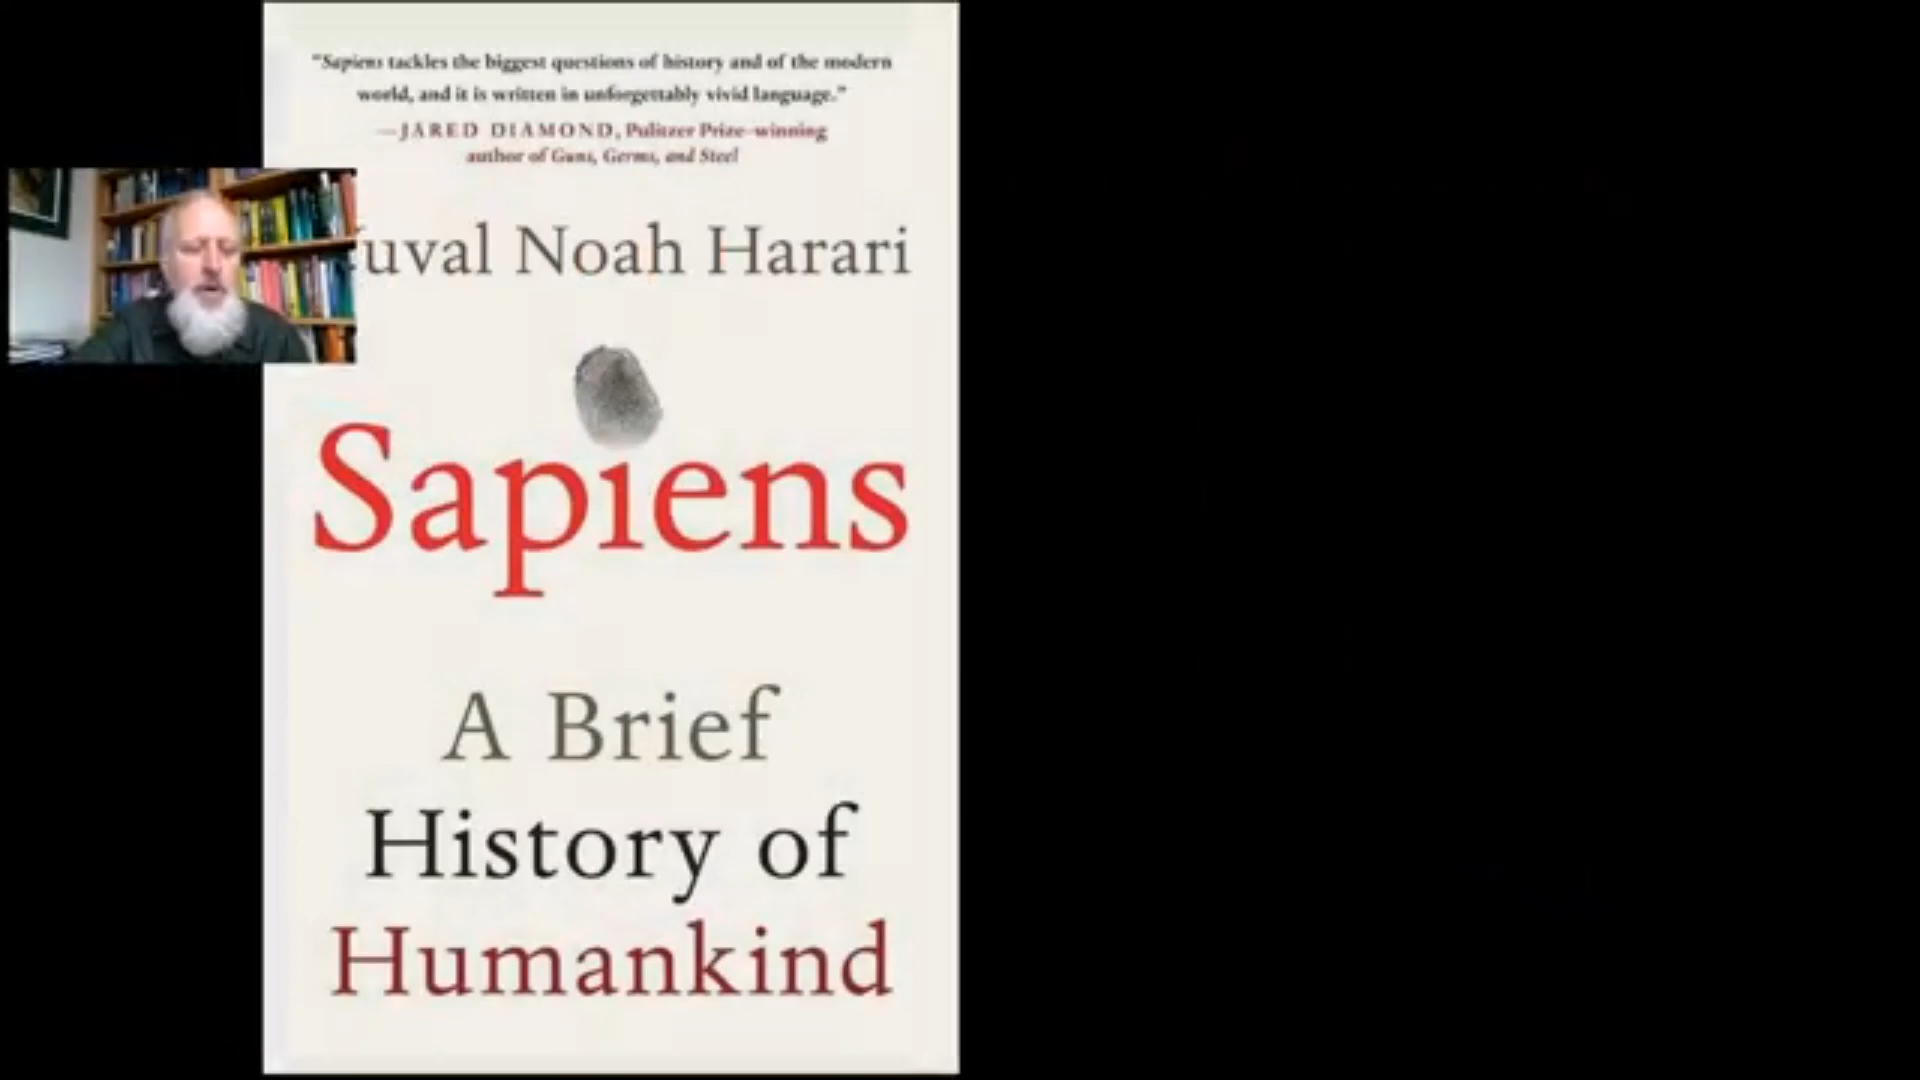 "Sapiens tackles the biggest questions of history and of the modern
world, and it is written in unforgettably vivid language."
—JARED DIAMOND, Pulitzer Prize–winning
author of Guns, Germs, and Steel
uval Noah Harari
Sapiens
A Brief
History of
Humankind